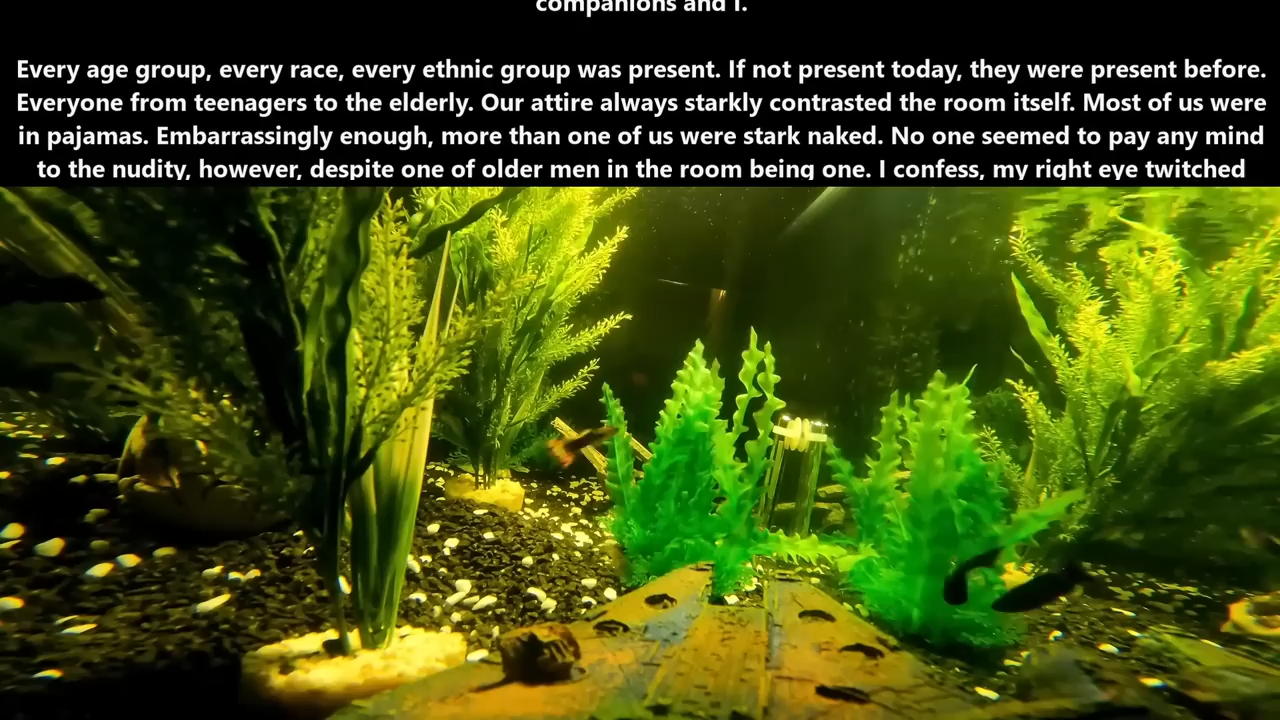 companions and I.
Every age group, every race, every ethnic group was present. If not present today, they were present before.
Everyone from teenagers to the elderly. Our attire always starkly contrasted the room itself. Most of us were
in pajamas. Embarrassingly enough, more than one of us were stark naked. No one seemed to pay any mind
to the nudity, however, despite one of older men in the room being one. I confess, my right eye twitched